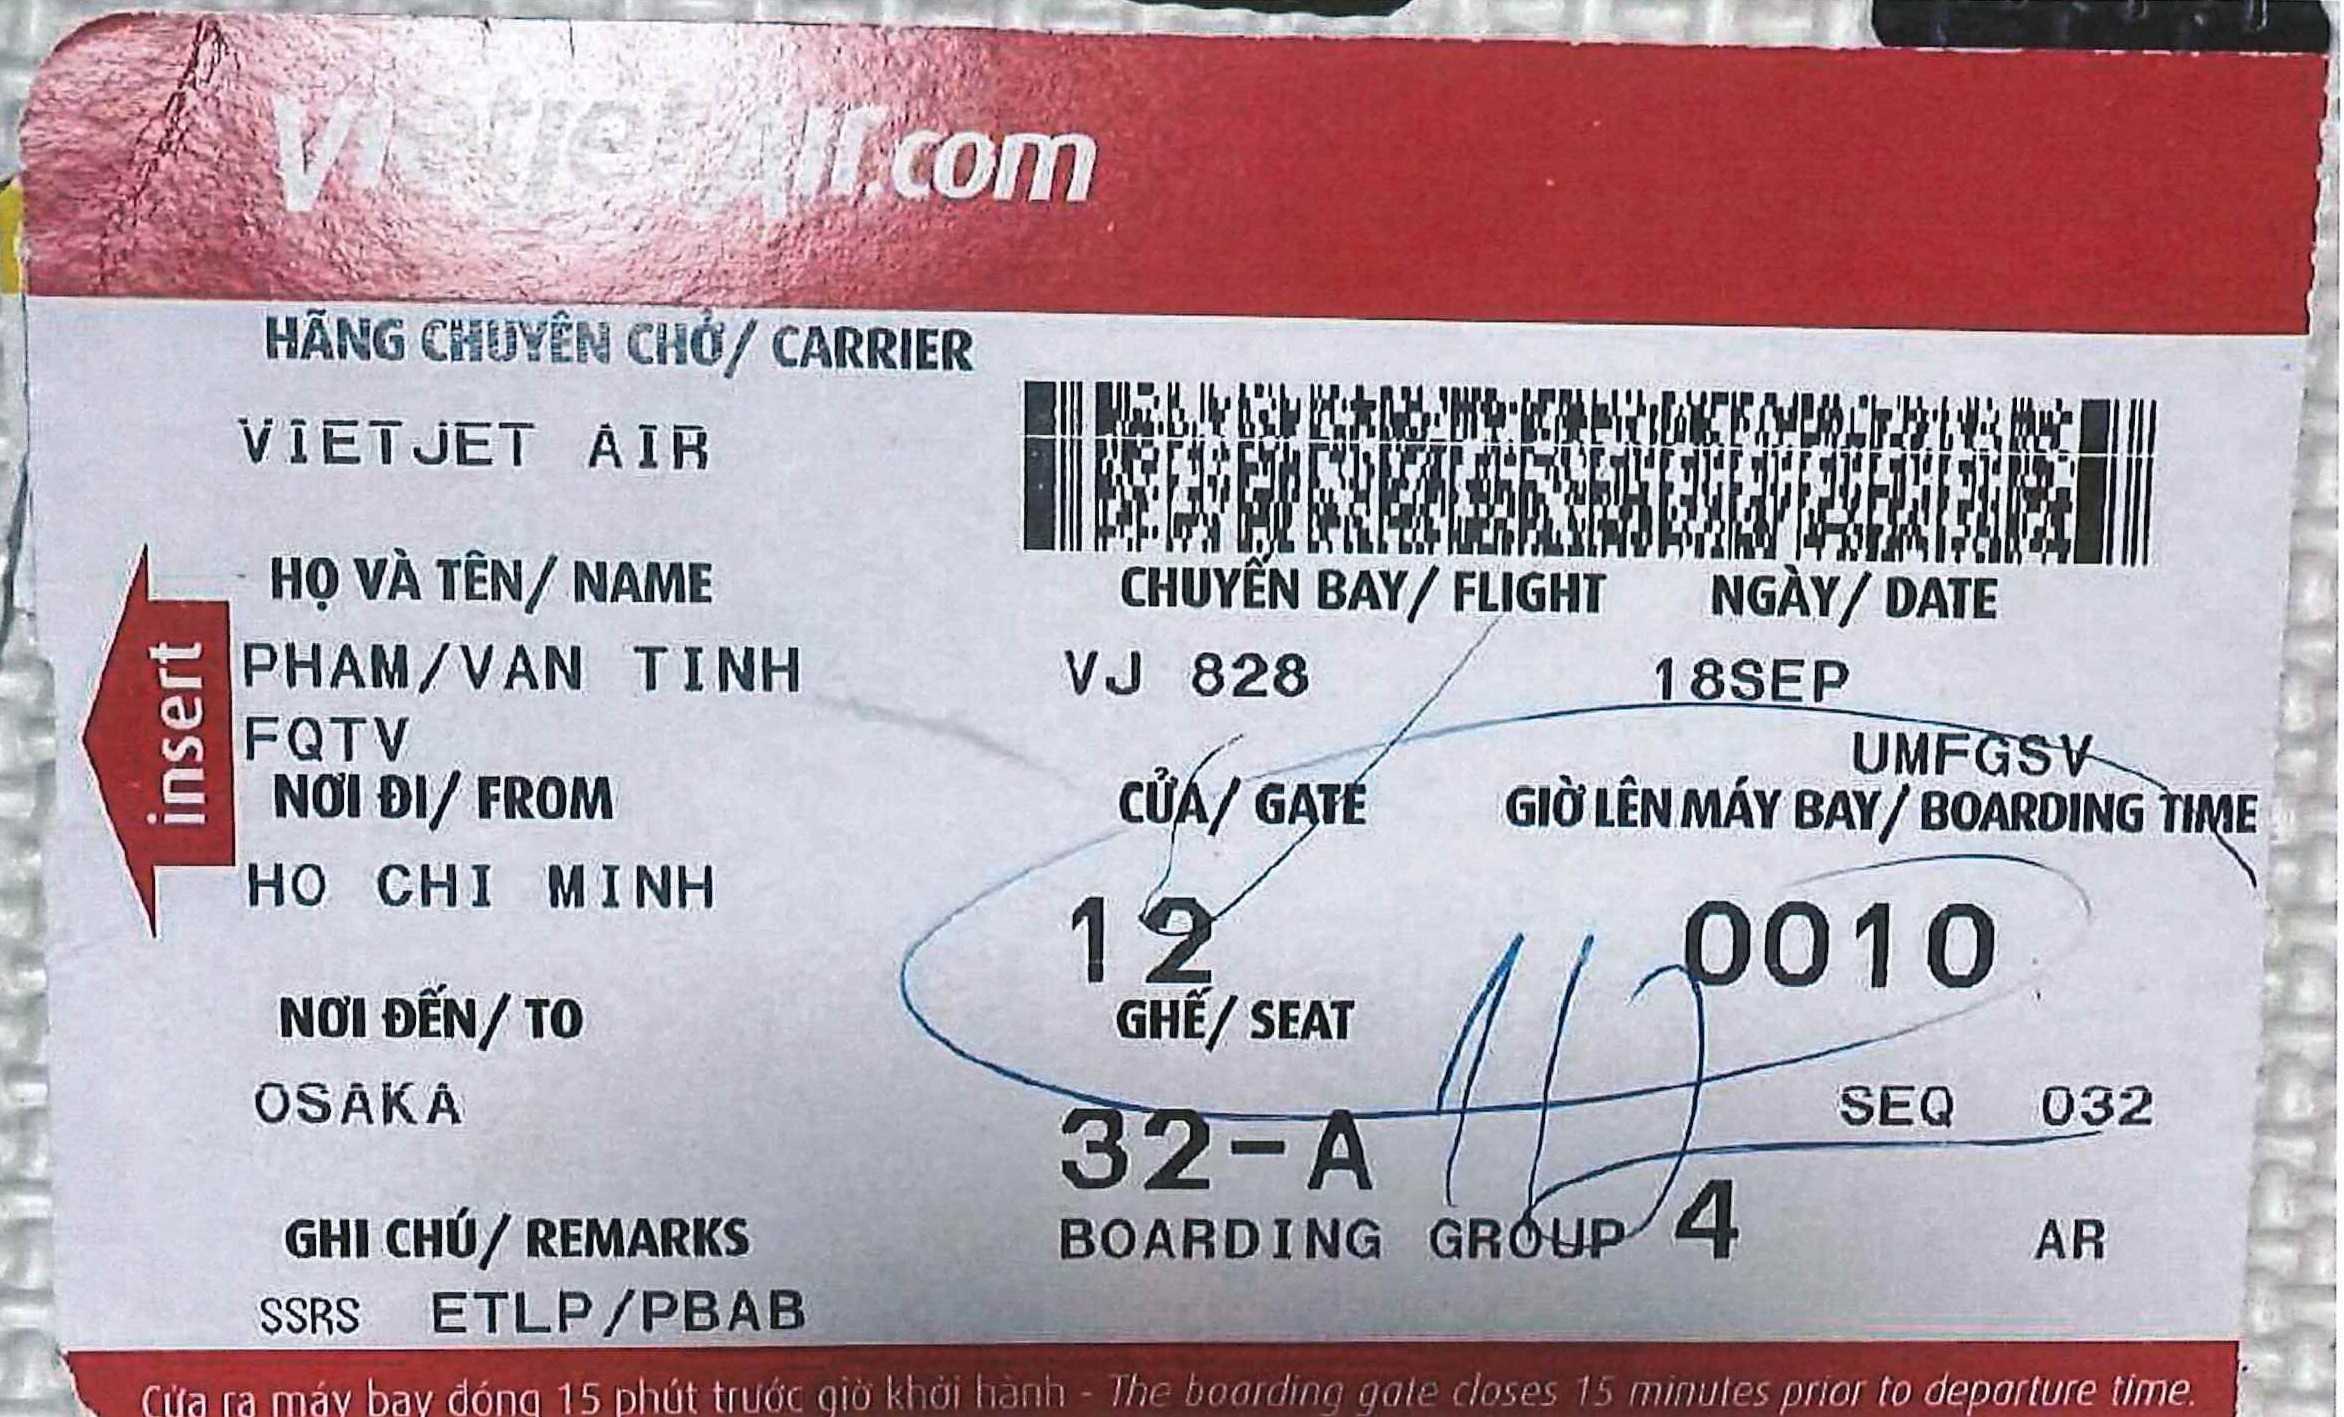 Vietjetair.com
HÃNG CHUYÊN CHỞ/ CARRIER
VIETJET AIR
HỌ VÀ TÊN/ NAME
CHUYẾN BAY/ FLIGHT
NGÀY/ DATE
PHAM/VAN TINH
VJ 828
18SEP
FQTV
UMFGSV
NƠI ĐI/ FROM
CỬA/ GATE
GIỜ LÊN MÁY BAY/ BOARDING TIME
insert
HO CHI MINH
12
0010
NƠI ĐẾN/ TO
GHẾ/ SEAT
OSAKA
32-A
SEQ 032
GHI CHÚ/ REMARKS
BOARDING GROUP 4
AR
SSRS ETLP/PBAB
Cửa ra máy bay đóng 15 phút trước giờ khởi hành - The boarding gate closes 15 minutes prior to departure time.